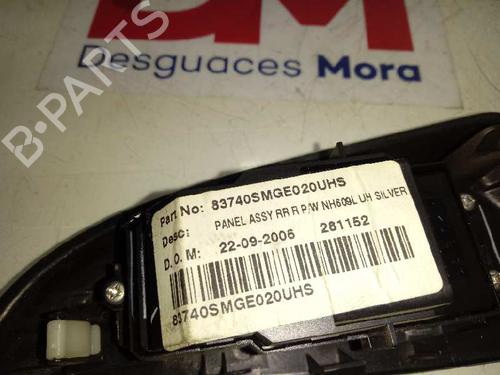 DM
Desguaces Mora
B-PARTS
Part No: 83740SMGE020UHS
Desc: PANEL ASSY RR R P/W NH609L UH SILVER
D.O.M: 22-09-2006 281152
83740SMGE020UHS